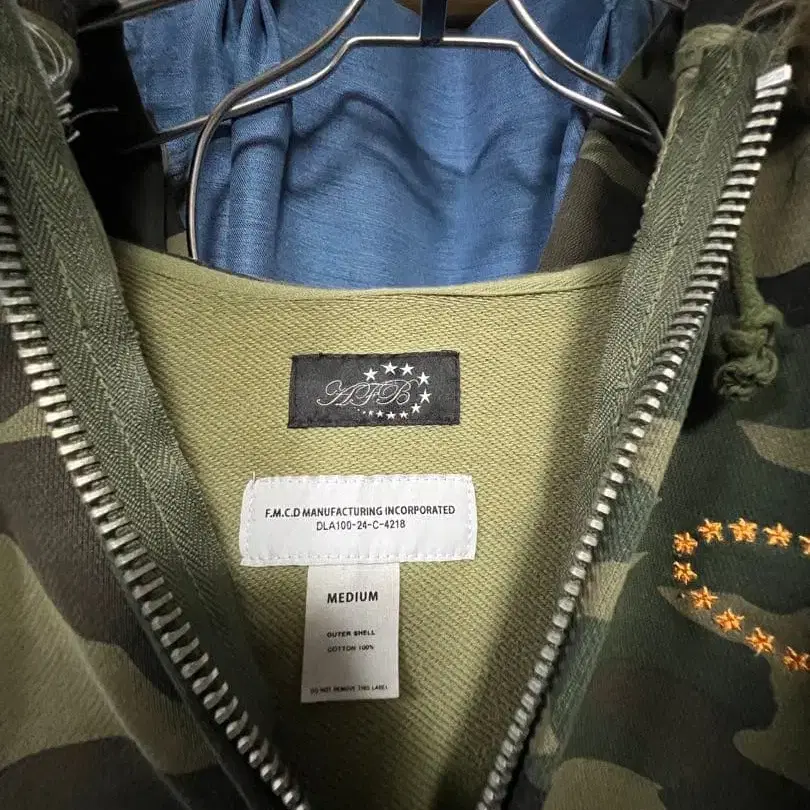 AFB
F.M.C.D MANUFACTURING INCORPORATED
DLA100-24-C-4218
MEDIUM
OUTER SHELL
COTTON 100%
DO NOT REMOVE THIS LABEL